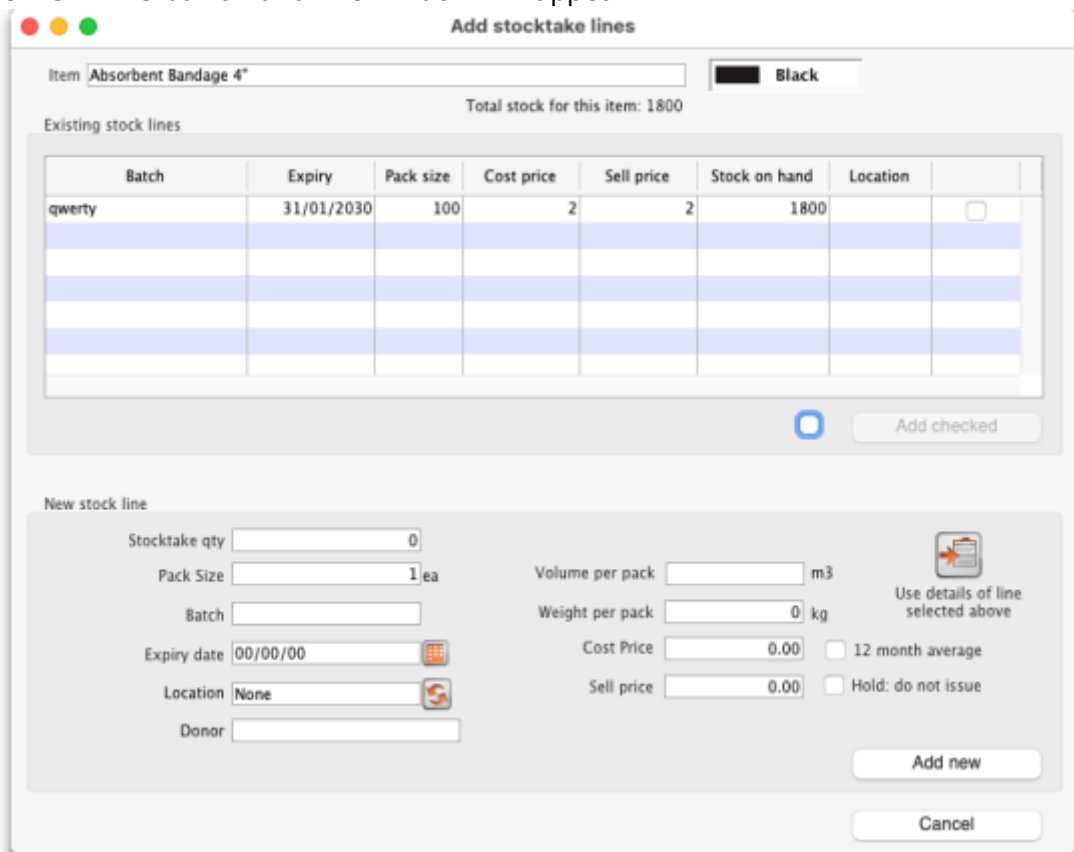 Add stocktake lines
Item Absorbent Bandage 4" Black
Total stock for this item: 1800
Existing stock lines
Batch Expiry Pack size Cost price Sell price Stock on hand Location
qwerty 31/01/2030 100 2 2 1800
Add checked
New stock line
Stocktake qty 0
Pack Size 1 ea Volume per pack m3
Use details of line
selected above
Batch Weight per pack 0 kg
Expiry date 00/00/00 Cost Price 0.00 12 month average
Location None Sell price 0.00 Hold: do not issue
Donor
Add new
Cancel